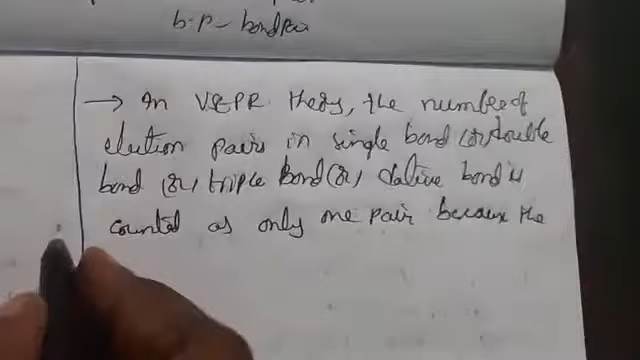 b.p - bond pair
→ In VSEPR theory, the number of
electron pairs in single bond (or) double
bond (or) triple bond (or) dative bond is
counted as only one pair because the